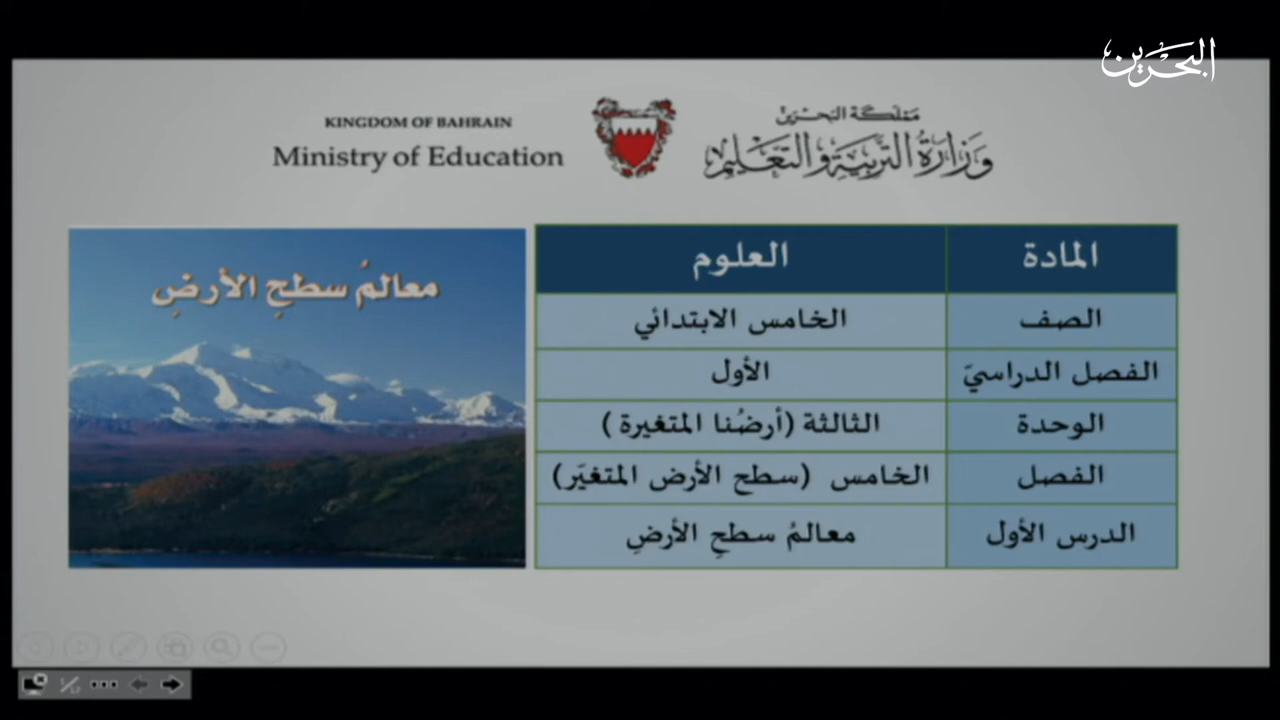 البحرين
KINGDOM OF BAHRAIN
Ministry of Education
مملكة البحرين
وزارة التربية والتعليم
معالمُ سطحِ الأرضِ
المادة العلوم
الصف الخامس الابتدائي
الفصل الدراسيّ الأول
الوحدة الثالثة (أرضُنا المتغيرة)
الفصل الخامس (سطح الأرض المتغيّر)
الدرس الأول معالمُ سطحِ الأرضِ